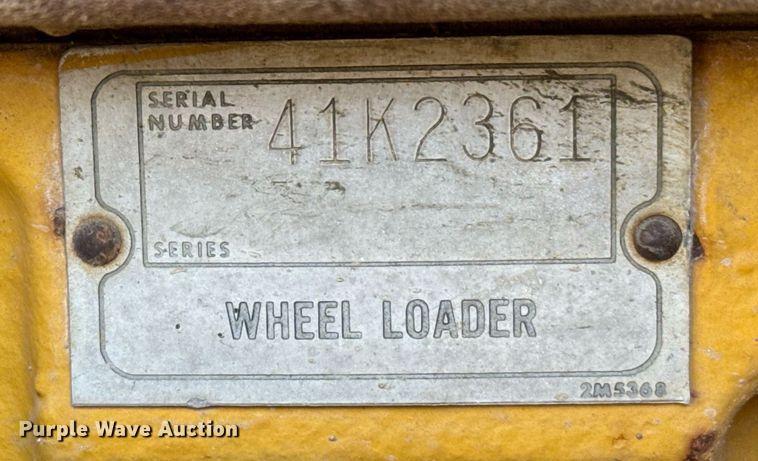 SERIAL
NUMBER 41K2361
SERIES
WHEEL LOADER
2M5368
Purple Wave Auction